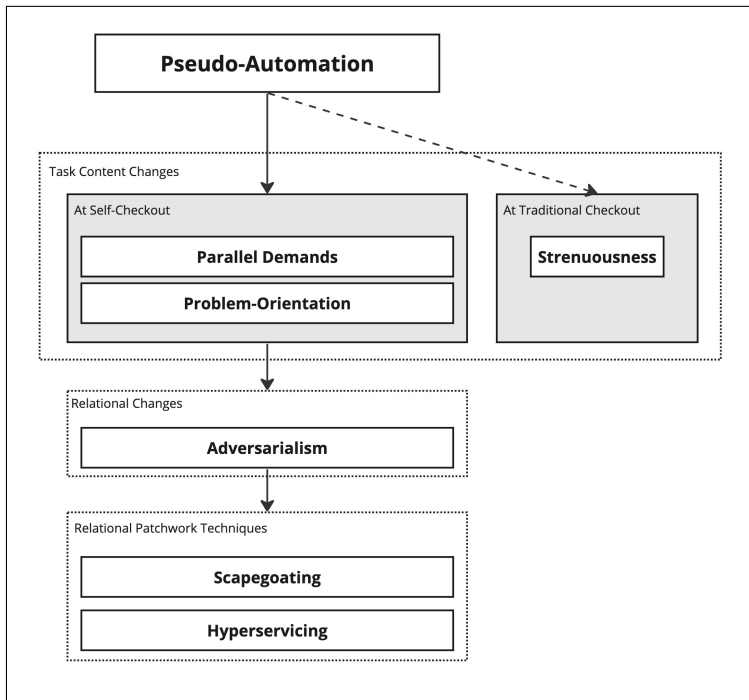 Pseudo-Automation
Task Content Changes
At Self-Checkout
Parallel Demands
Problem-Orientation
At Traditional Checkout
Strenuousness
Relational Changes
Adversarialism
Relational Patchwork Techniques
Scapegoating
Hyperservicing